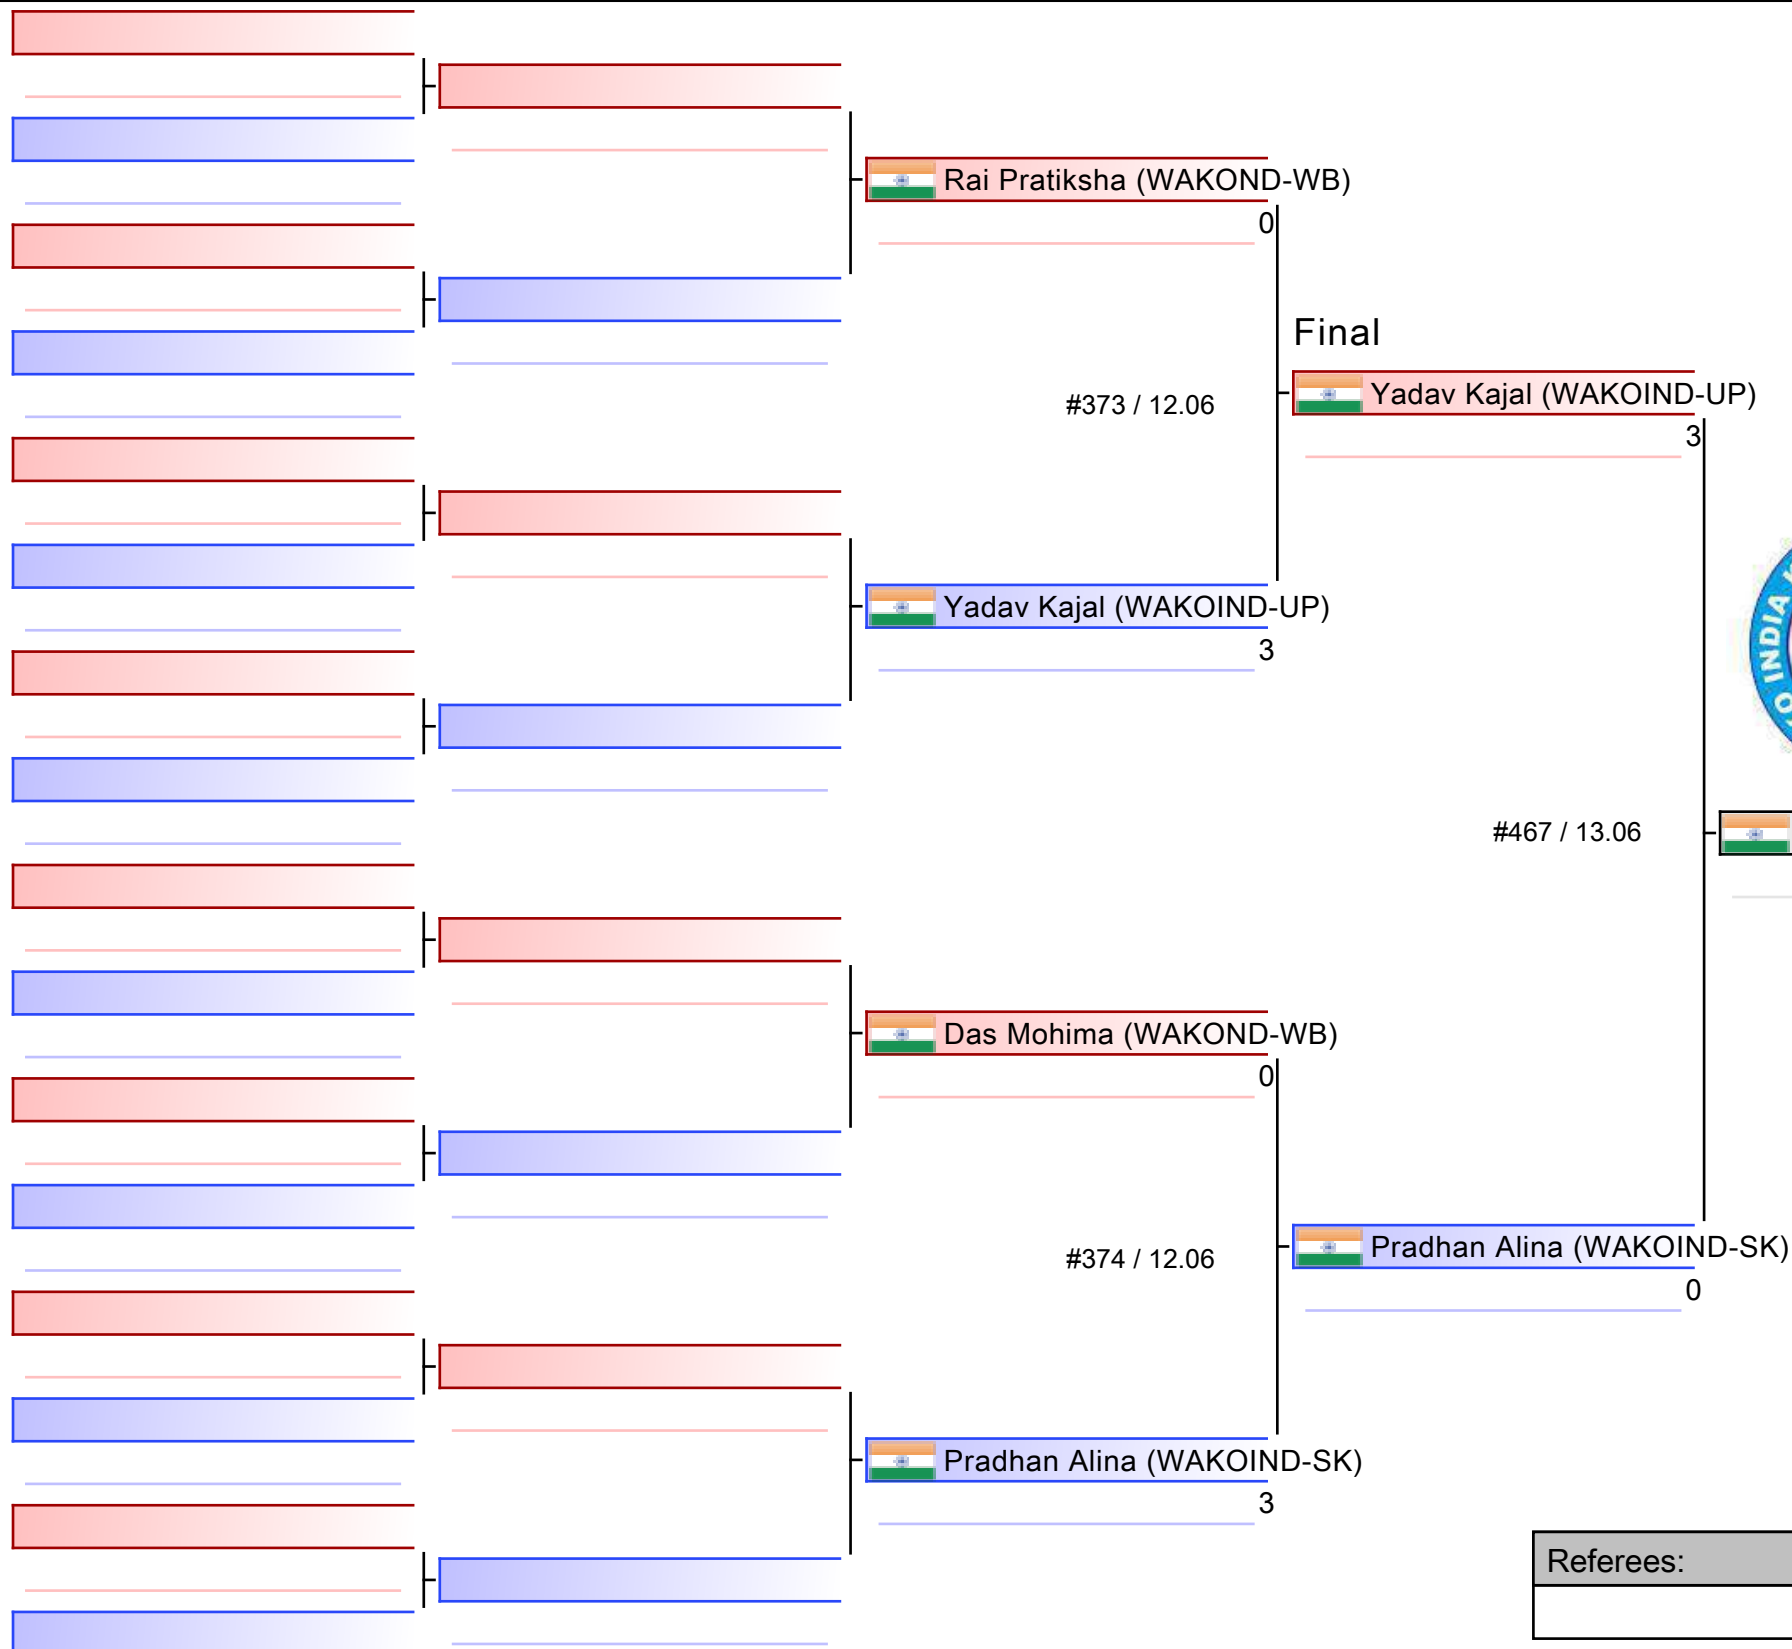 Rai Pratiksha (WAKOND-WB)
0
Final
#373 / 12.06
Yadav Kajal (WAKOIND-UP)
3
Yadav Kajal (WAKOIND-UP)
3
INDIA
#467 / 13.06
Das Mohima (WAKOND-WB)
0
#374 / 12.06
Pradhan Alina (WAKOIND-SK)
0
Pradhan Alina (WAKOIND-SK)
3
Referees: